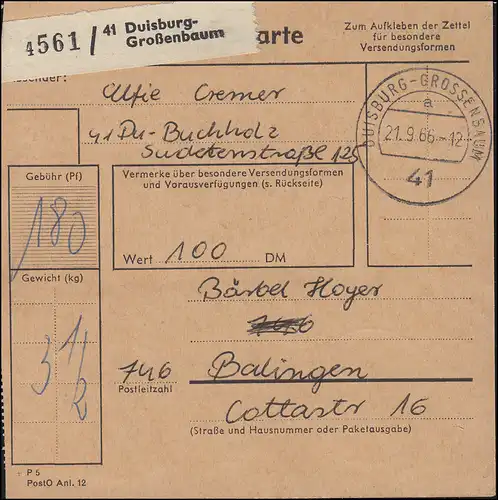 4561 / 41 Duisburg-
Großenbaum
arte
Zum Aufkleben der Zettel
für besondere
Versendungsformen
sender:
Alfie Cremer
41 Du-Buchholz
Sudetenstraße 125
DUISBURG-GROSSENBAUM
a
21.9.66-12
41
Gebühr (Pf)
180
Vermerke über besondere Versendungsformen
und Vorausverfügungen (s. Rückseite)
Wert 100 DM
Gewicht (kg)
3 1/2
Bärbel Hoyer
746
746 Balingen
Postleitzahl
Cottastr 16
(Straße und Hausnummer oder Paketausgabe)
P 5
PostO Anl. 12